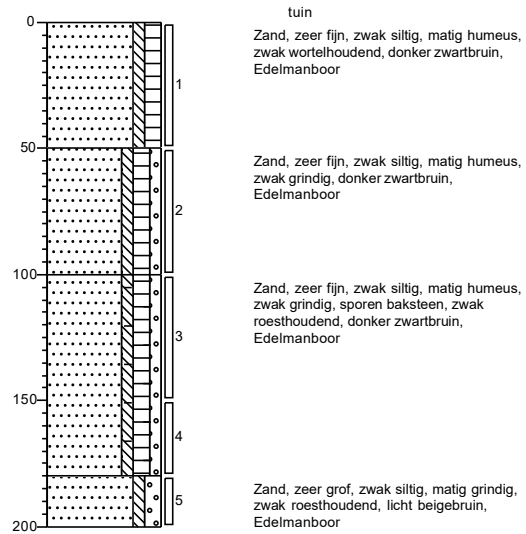 tuin
0
Zand, zeer fijn, zwak siltig, matig humeus,
zwak wortelhoudend, donker zwartbruin,
Edelmanboor
1
50
Zand, zeer fijn, zwak siltig, matig humeus,
zwak grindig, donker zwartbruin,
Edelmanboor
2
100
Zand, zeer fijn, zwak siltig, matig humeus,
zwak grindig, sporen baksteen, zwak
roesthoudend, donker zwartbruin,
Edelmanboor
3
150
4
Zand, zeer grof, zwak siltig, matig grindig,
zwak roesthoudend, licht beigebruin,
Edelmanboor
5
200